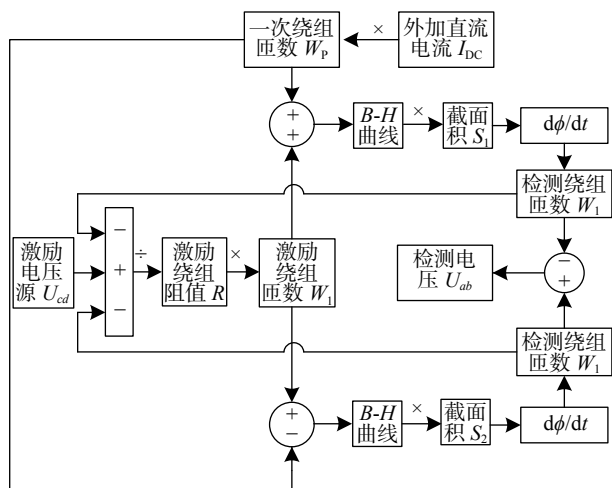 一次绕组
匝数 W_P
×
外加直流
电流 I_DC
+
+
B-H
曲线
×
截面
积 S_1
dϕ/dt
检测绕组
匝数 W_1
激励
电压
源 U_cd
−
+
−
÷
激励
绕组
阻值 R
×
激励
绕组
匝数 W_1
检测电
压 U_ab
−
+
检测绕组
匝数 W_1
+
−
B-H
曲线
×
截面
积 S_2
dϕ/dt